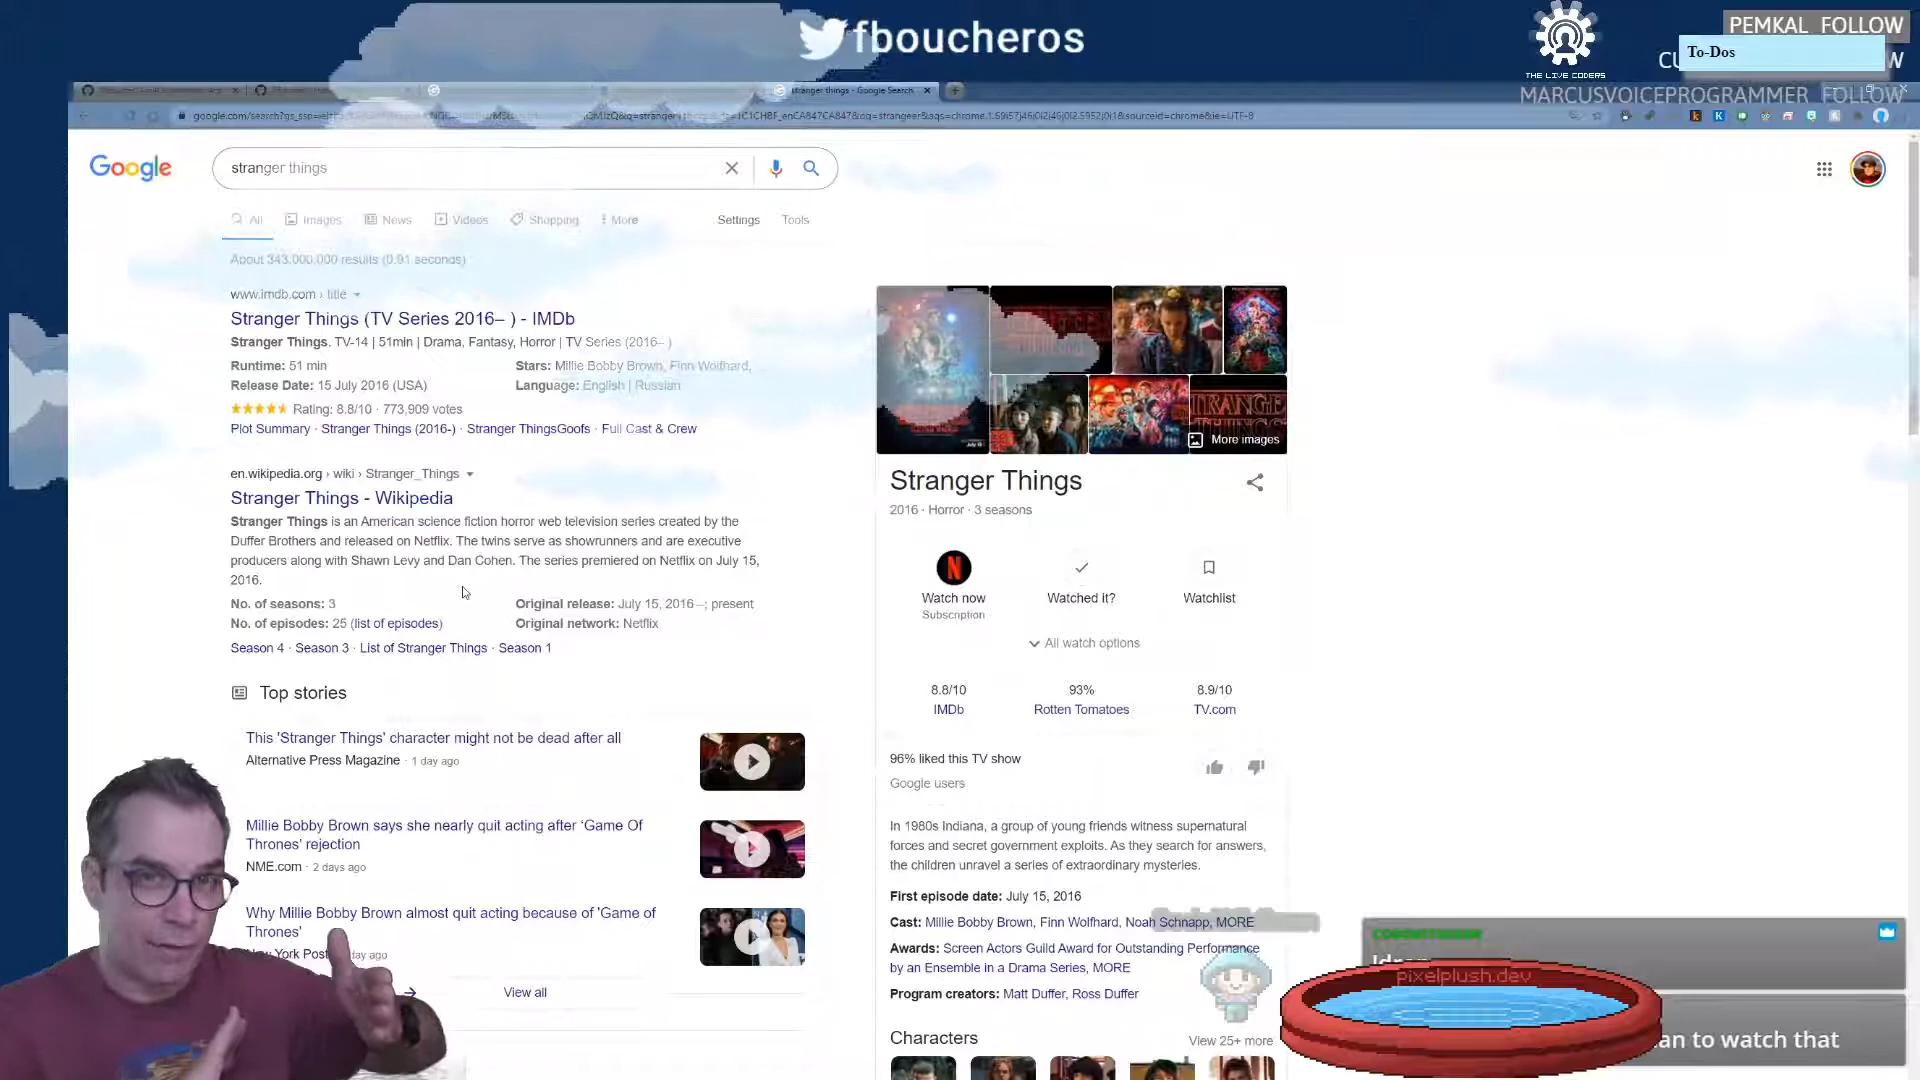 fboucheros
THE LIVE CODERS
PEMKAL_FOLLOW
To-Dos
MARCUSVOICEPROGRAMMER_FOLLOW
stranger things - Google Search
Google
stranger things
All
Images
News
Videos
Shopping
More
Settings
Tools
About 343,000,000 results (0.91 seconds)
www.imdb.com › title
Stranger Things (TV Series 2016– ) - IMDb
Stranger Things. TV-14 | 51min | Drama, Fantasy, Horror | TV Series (2016– )
Runtime: 51 min
Stars: Millie Bobby Brown, Finn Wolfhard,
Release Date: 15 July 2016 (USA)
Language: English | Russian
Rating: 8.8/10 · 773,909 votes
Plot Summary · Stranger Things (2016-) · Stranger ThingsGoofs · Full Cast & Crew
en.wikipedia.org › wiki › Stranger_Things
Stranger Things - Wikipedia
Stranger Things is an American science fiction horror web television series created by the
Duffer Brothers and released on Netflix. The twins serve as showrunners and are executive
producers along with Shawn Levy and Dan Cohen. The series premiered on Netflix on July 15,
2016.
No. of seasons: 3
Original release: July 15, 2016 –; present
No. of episodes: 25 (list of episodes)
Original network: Netflix
Season 4 · Season 3 · List of Stranger Things · Season 1
Top stories
This 'Stranger Things' character might not be dead after all
Alternative Press Magazine · 1 day ago
Millie Bobby Brown says she nearly quit acting after ‘Game Of
Thrones’ rejection
NME.com · 2 days ago
Why Millie Bobby Brown almost quit acting because of 'Game of
Thrones'
York Post
day ago
View all
More images
Stranger Things
2016 · Horror · 3 seasons
Watch now
Subscription
Watched it?
Watchlist
All watch options
8.8/10
IMDb
93%
Rotten Tomatoes
8.9/10
TV.com
96% liked this TV show
Google users
In 1980s Indiana, a group of young friends witness supernatural
forces and secret government exploits. As they search for answers,
the children unravel a series of extraordinary mysteries.
First episode date: July 15, 2016
Cast: Millie Bobby Brown, Finn Wolfhard, Noah Schnapp, MORE
Awards: Screen Actors Guild Award for Outstanding Performance
by an Ensemble in a Drama Series, MORE
Program creators: Matt Duffer, Ross Duffer
Characters
View 25+ more
pixelplush.dev
to watch that